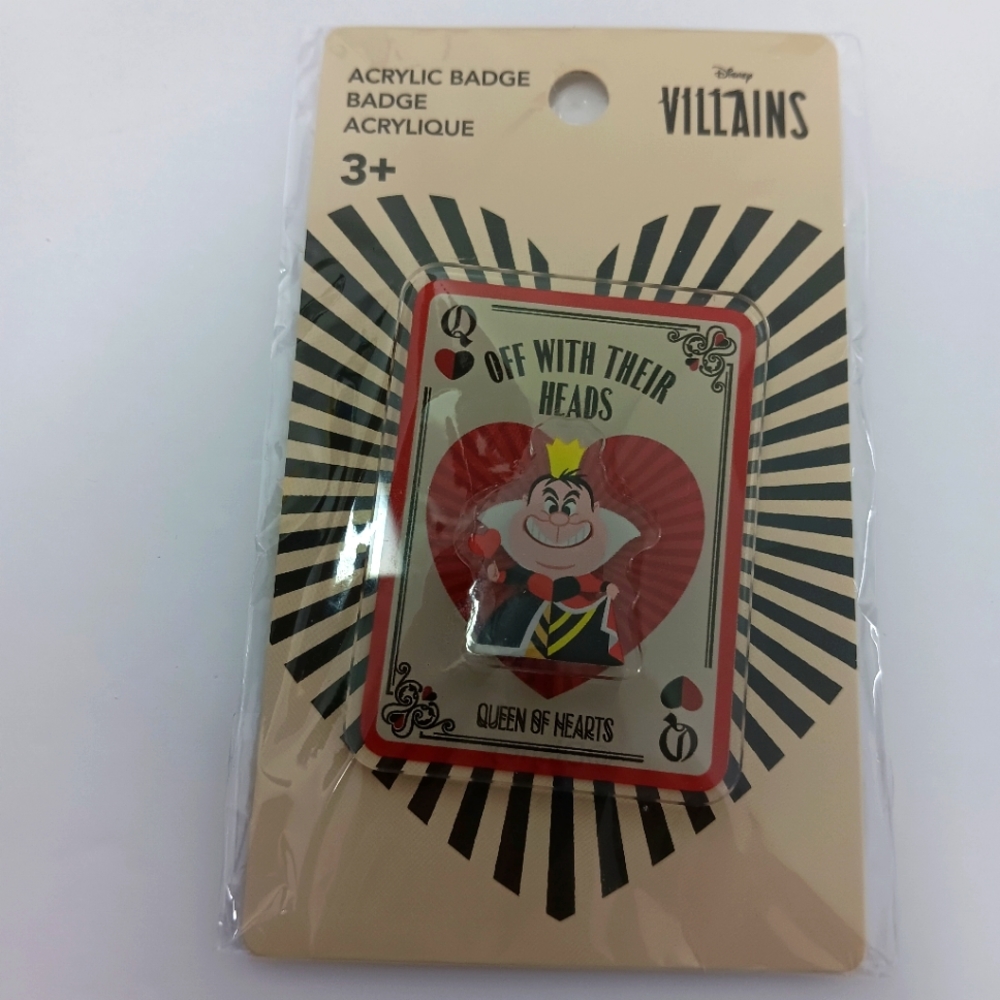 ACRYLIC BADGE
BADGE
ACRYLIQUE
3+
Disney
VILLAINS
Q
OFF WITH THEIR
HEADS
QUEEN OF HEARTS
Q